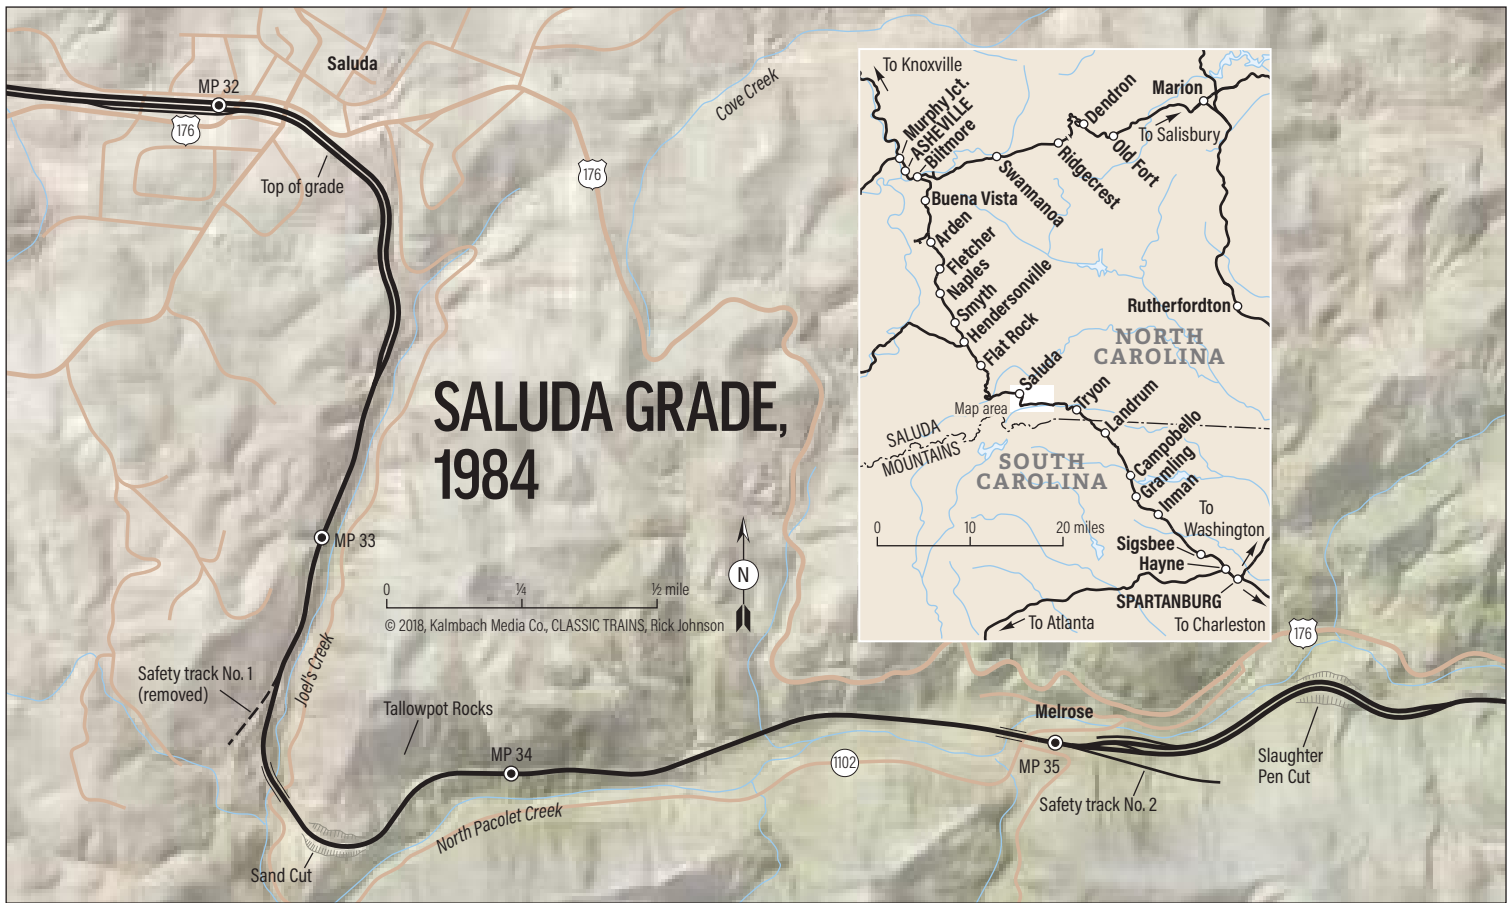 Saluda
MP 32
176
Top of grade
176
Cove Creek
SALUDA GRADE,
1984
MP 33
0 ¼ ½ mile
© 2018, Kalmbach Media Co., CLASSIC TRAINS, Rick Johnson
N
Safety track No. 1
(removed)
Joel's Creek
Tallowpot Rocks
MP 34
Sand Cut
North Pacolet Creek
1102
Melrose
MP 35
Safety track No. 2
Slaughter
Pen Cut
176
To Knoxville
Murphy Jct.
ASHEVILLE
Biltmore
Swannanoa
Ridgecrest
Dendron
Old Fort
Marion
To Salisbury
Buena Vista
Arden
Fletcher
Naples
Smyth
Hendersonville
Flat Rock
Rutherfordton
NORTH
CAROLINA
Saluda
Map area
Tryon
Landrum
SALUDA
MOUNTAINS
SOUTH
CAROLINA
Campobello
Gramling
Inman
0 10 20 miles
To
Washington
Sigsbee
Hayne
SPARTANBURG
To Atlanta
To Charleston